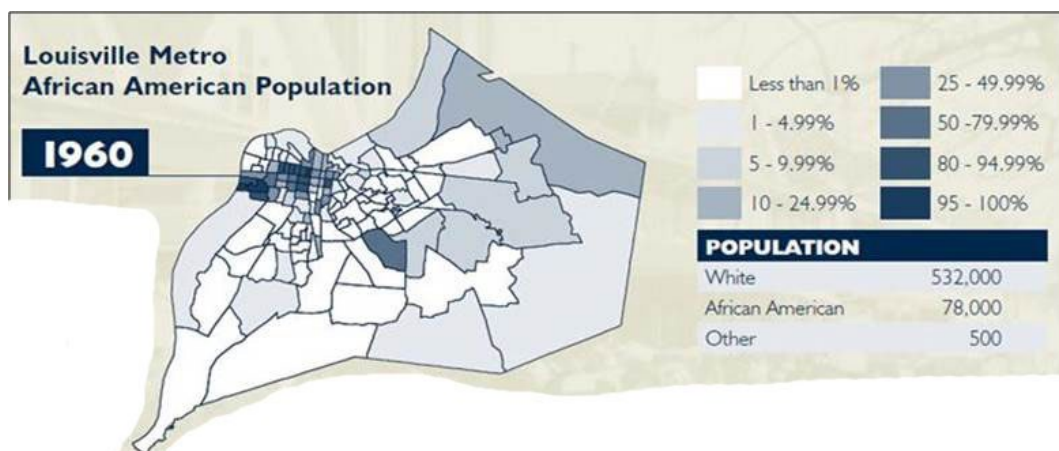 Louisville Metro
African American Population
1960
Less than 1%
1 - 4.99%
5 - 9.99%
10 - 24.99%
25 - 49.99%
50 -79.99%
80 - 94.99%
95 - 100%
POPULATION
White 532,000
African American 78,000
Other 500